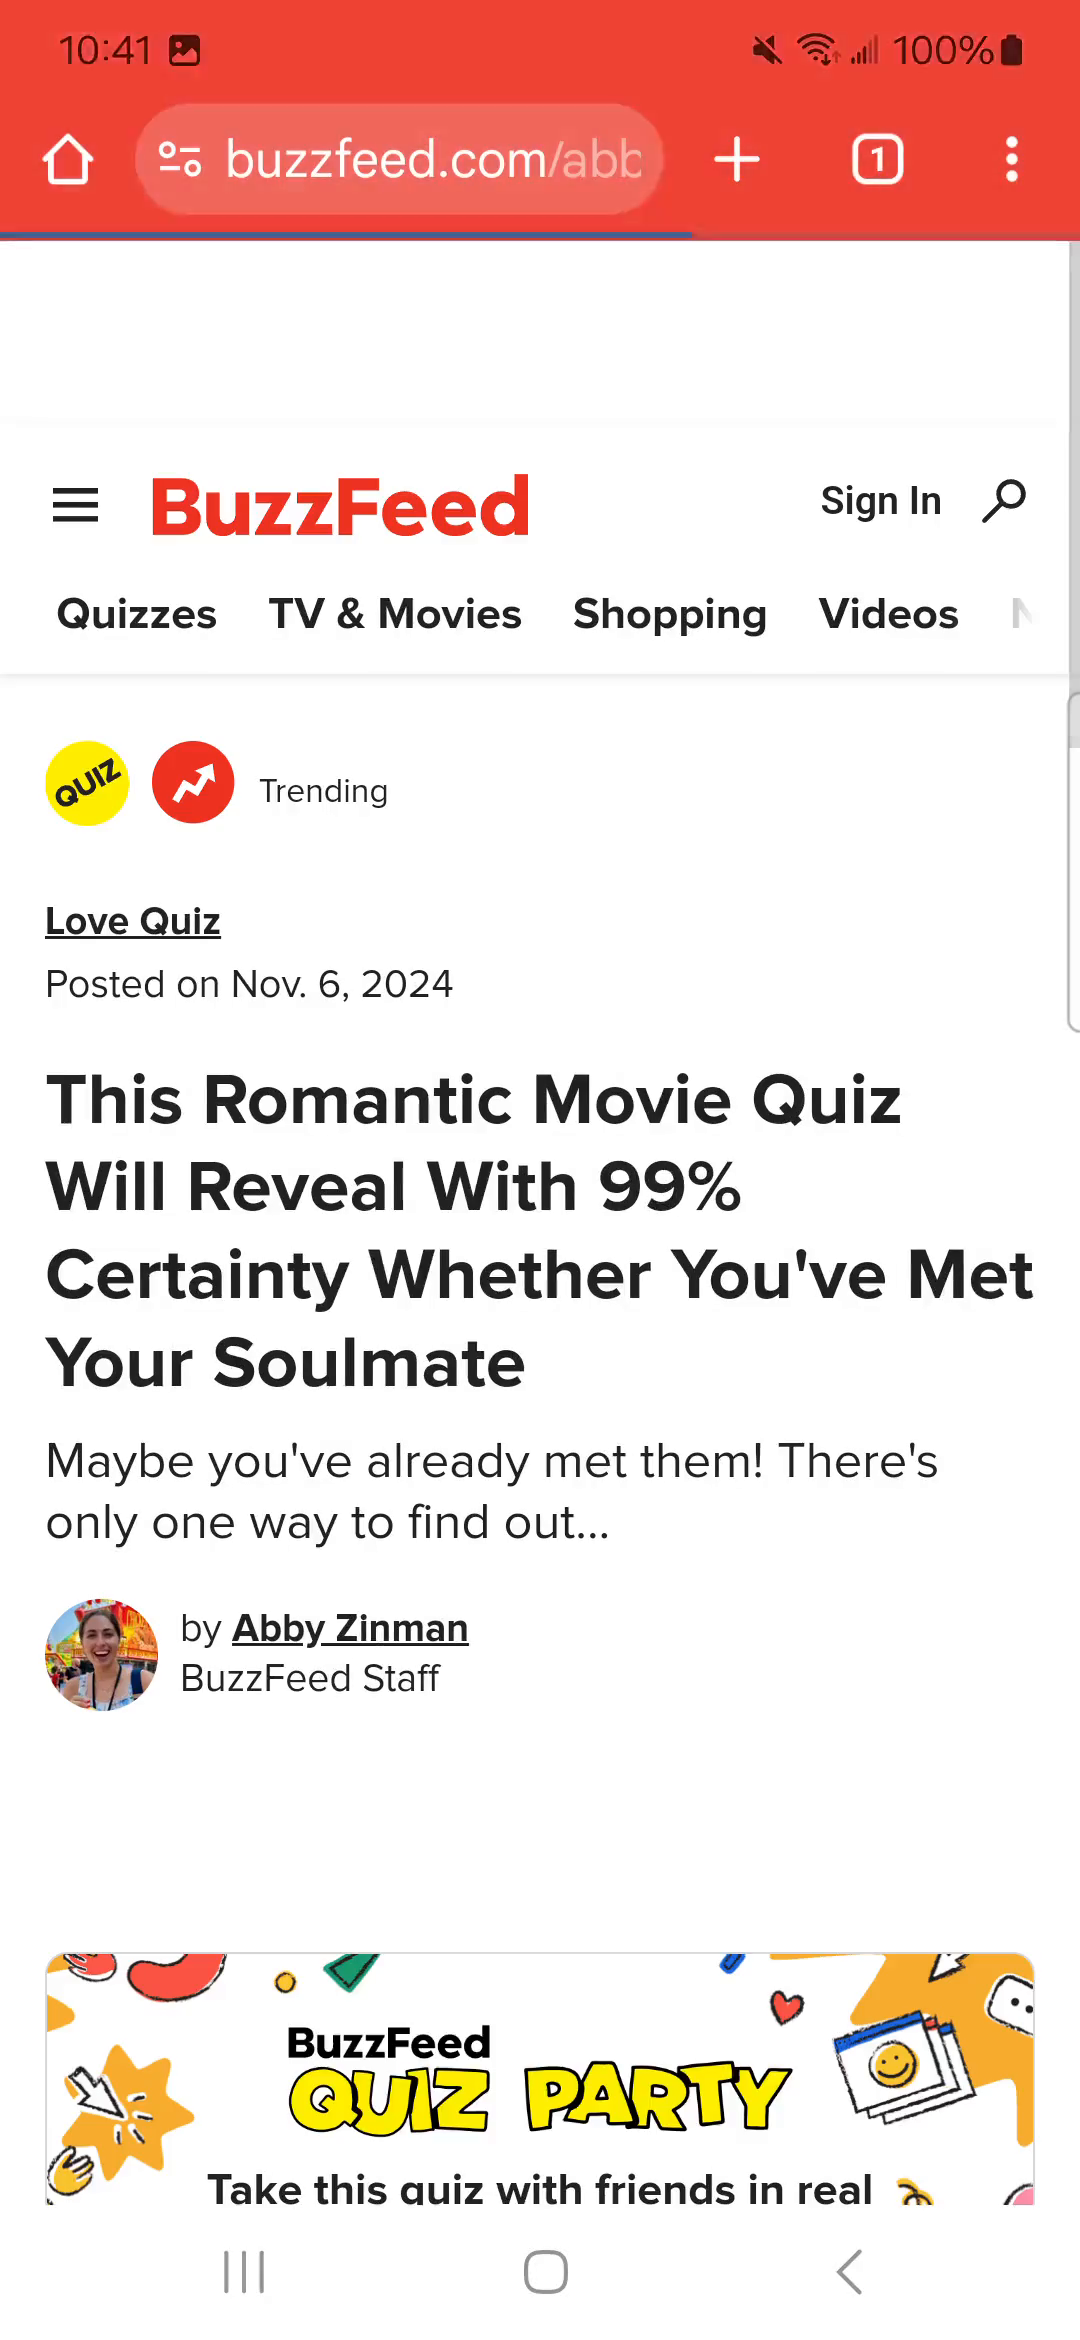 10:41
100%
buzzfeed.com/abb
1
BuzzFeed
Sign In
Quizzes TV & Movies Shopping Videos
QUIZ
Trending
Love Quiz
Posted on Nov. 6, 2024
This Romantic Movie Quiz
Will Reveal With 99%
Certainty Whether You've Met
Your Soulmate
Maybe you've already met them! There's
only one way to find out...
by Abby Zinman
BuzzFeed Staff
BuzzFeed
QUIZ PARTY
Take this quiz with friends in real